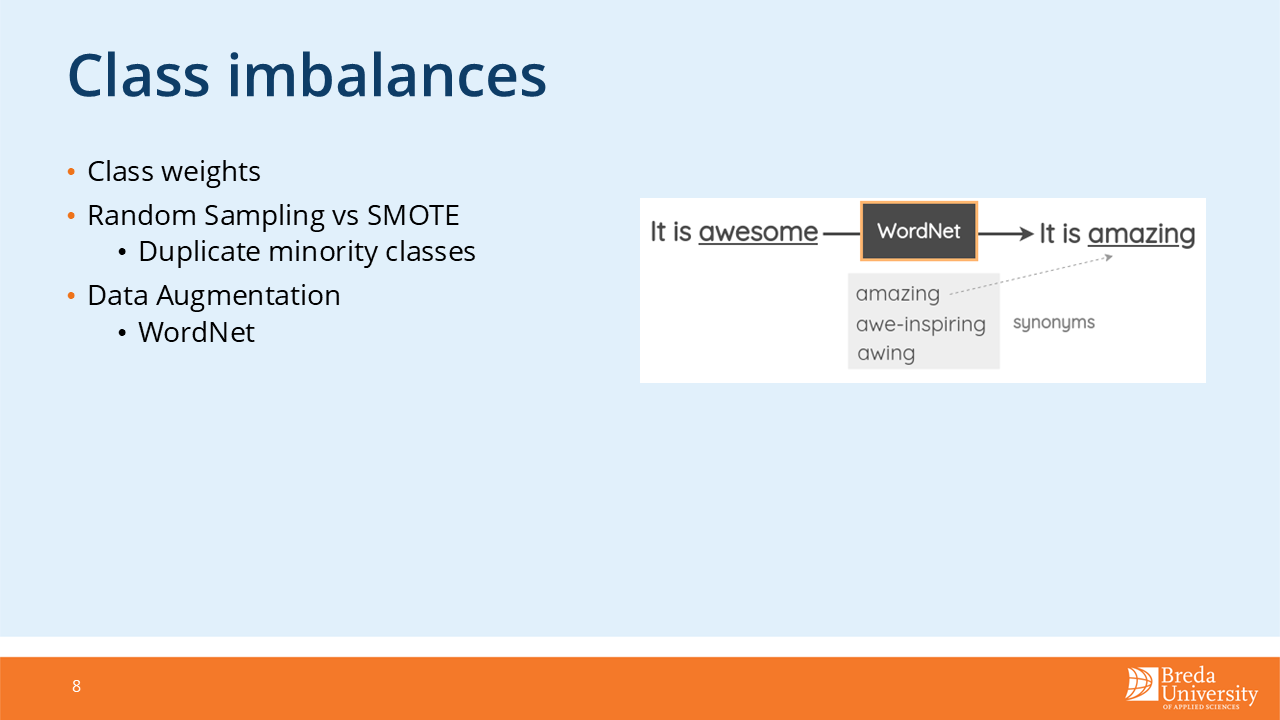 Class imbalances
• Class weights
• Random Sampling vs SMOTE
• Duplicate minority classes
• Data Augmentation
• WordNet
It is awesome
WordNet
It is amazing
amazing
awe-inspiring
awing
synonyms
8
Breda
University
OF APPLIED SCIENCES